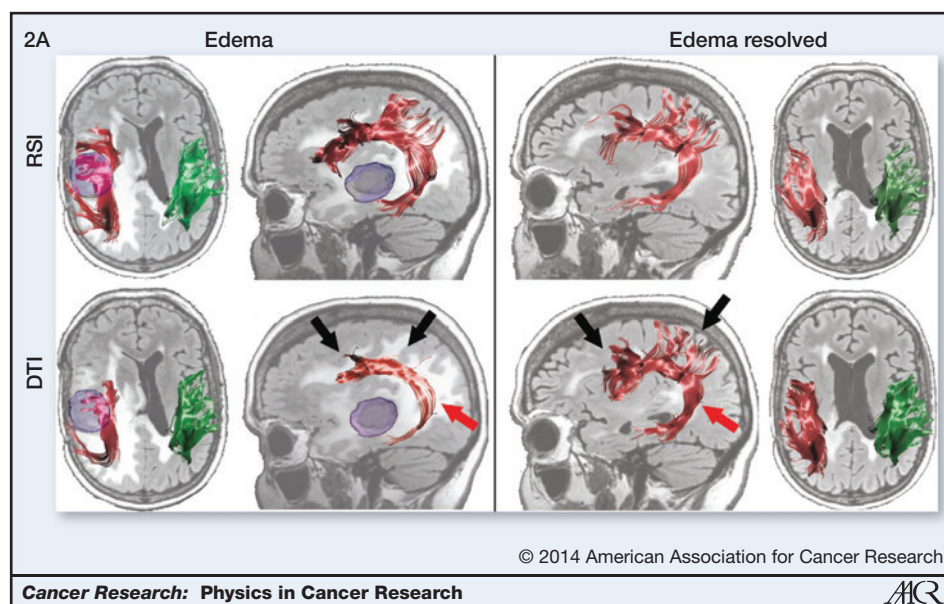 2A
Edema
Edema resolved
RSI
DTI
© 2014 American Association for Cancer Research
Cancer Research: Physics in Cancer Research
AACR